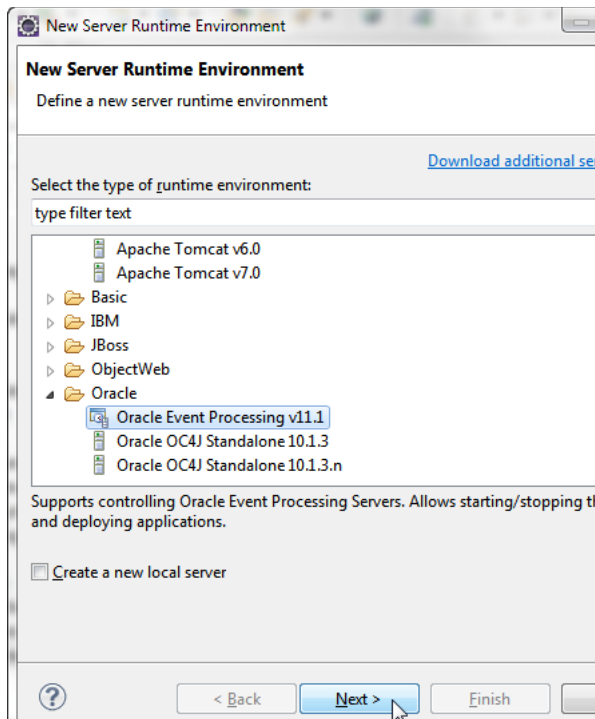 New Server Runtime Environment
New Server Runtime Environment
Define a new server runtime environment
Download additional se
Select the type of runtime environment:
type filter text
Apache Tomcat v6.0
Apache Tomcat v7.0
Basic
IBM
JBoss
ObjectWeb
Oracle
Oracle Event Processing v11.1
Oracle OC4J Standalone 10.1.3
Oracle OC4J Standalone 10.1.3.n
Supports controlling Oracle Event Processing Servers. Allows starting/stopping th
and deploying applications.
Create a new local server
? < Back Next > Finish